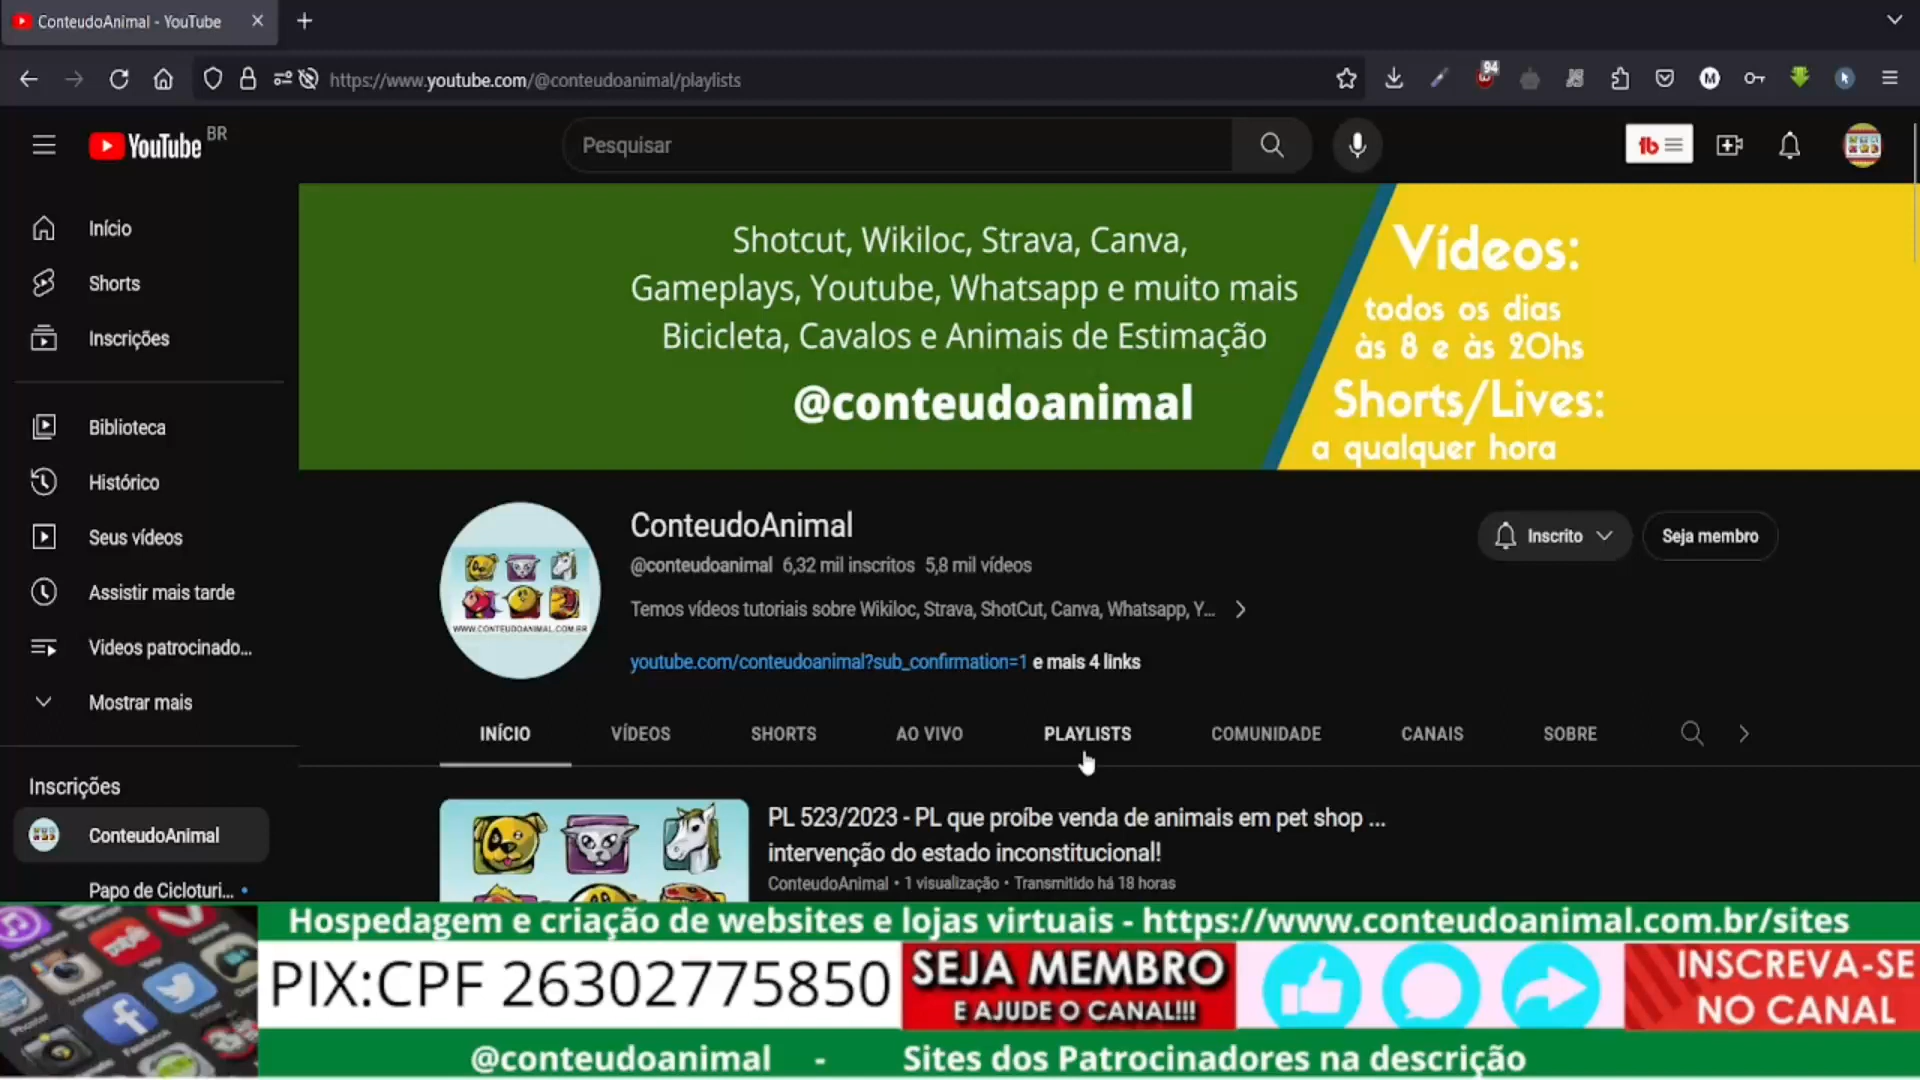 ConteudoAnimal - YouTube
https://www.youtube.com/@conteudoanimal/playlists
94
M
YouTube BR
Pesquisar
Início
Shorts
Inscrições
Biblioteca
Histórico
Seus vídeos
Assistir mais tarde
Videos patrocinado...
Mostrar mais
Inscrições
ConteudoAnimal
Papo de Cicloturi...
Shotcut, Wikiloc, Strava, Canva,
Gameplays, Youtube, Whatsapp e muito mais
Bicicleta, Cavalos e Animais de Estimação
@conteudoanimal
Vídeos:
todos os dias
às 8 e às 20hs
Shorts/Lives:
a qualquer hora
WWW.CONTEUDOANIMAL.COM.BR
ConteudoAnimal
@conteudoanimal 6,32 mil inscritos 5,8 mil vídeos
Temos vídeos tutoriais sobre Wikiloc, Strava, ShotCut, Canva, Whatsapp, Y...
youtube.com/conteudoanimal?sub_confirmation=1 e mais 4 links
Inscrito
Seja membro
INÍCIO VÍDEOS SHORTS AO VIVO PLAYLISTS COMUNIDADE CANAIS SOBRE
PL 523/2023 - PL que proíbe venda de animais em pet shop ...
intervenção do estado inconstitucional!
ConteudoAnimal • 1 visualização • Transmitido há 18 horas
Hospedagem e criação de websites e lojas virtuais - https://www.conteudoanimal.com.br/sites
PIX:CPF 26302775850
SEJA MEMBRO
E AJUDE O CANAL!!!
INSCREVA-SE
NO CANAL
@conteudoanimal - Sites dos Patrocinadores na descrição